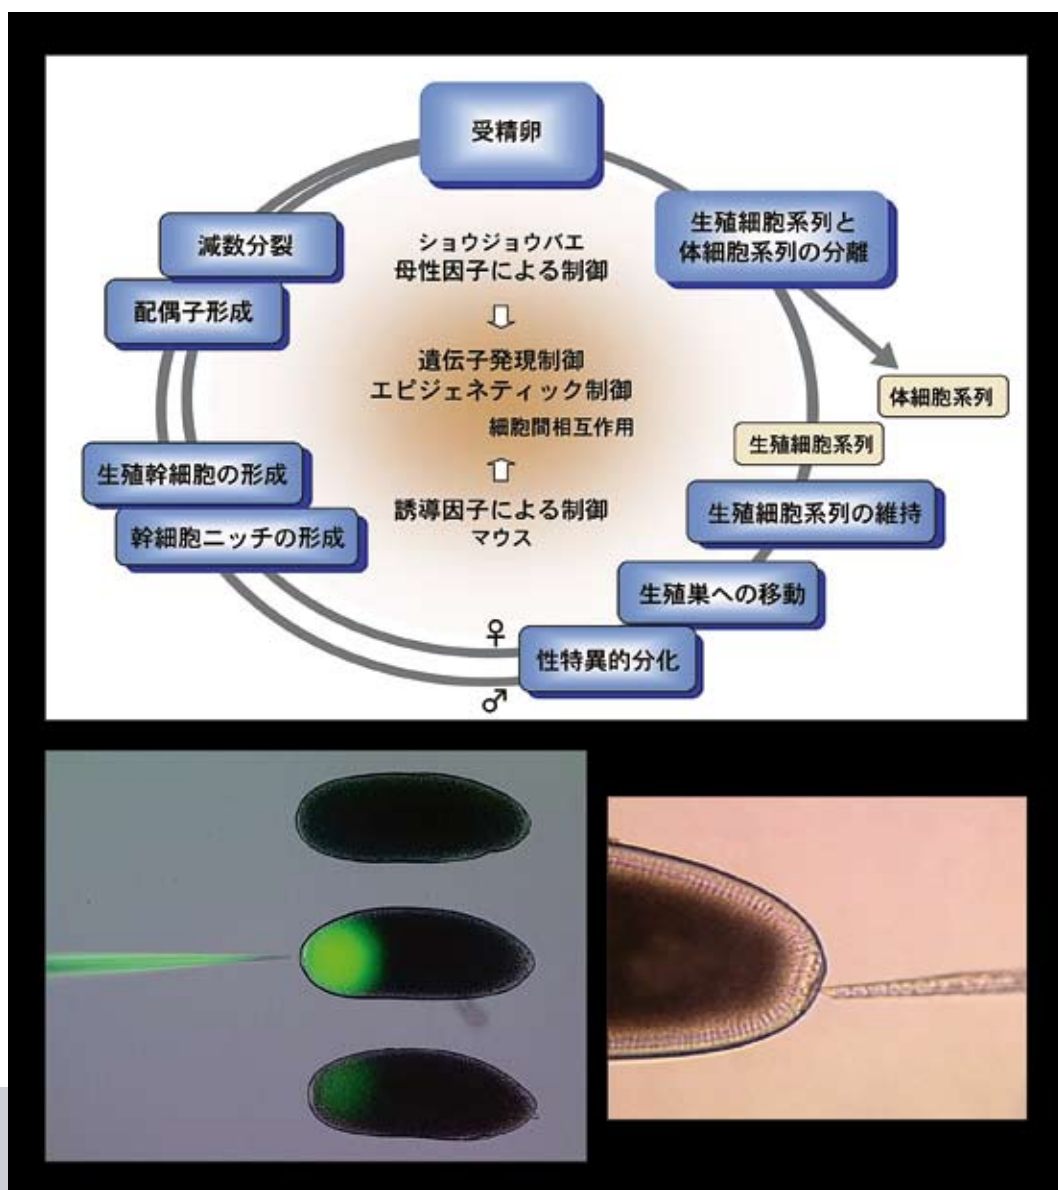 受精卵
生殖細胞系列と
体細胞系列の分離
体細胞系列
生殖細胞系列
生殖細胞系列の維持
生殖巣への移動
性特異的分化
♀
♂
幹細胞ニッチの形成
生殖幹細胞の形成
配偶子形成
減数分裂
ショウジョウバエ
母性因子による制御
遺伝子発現制御
エピジェネティック制御
細胞間相互作用
誘導因子による制御
マウス